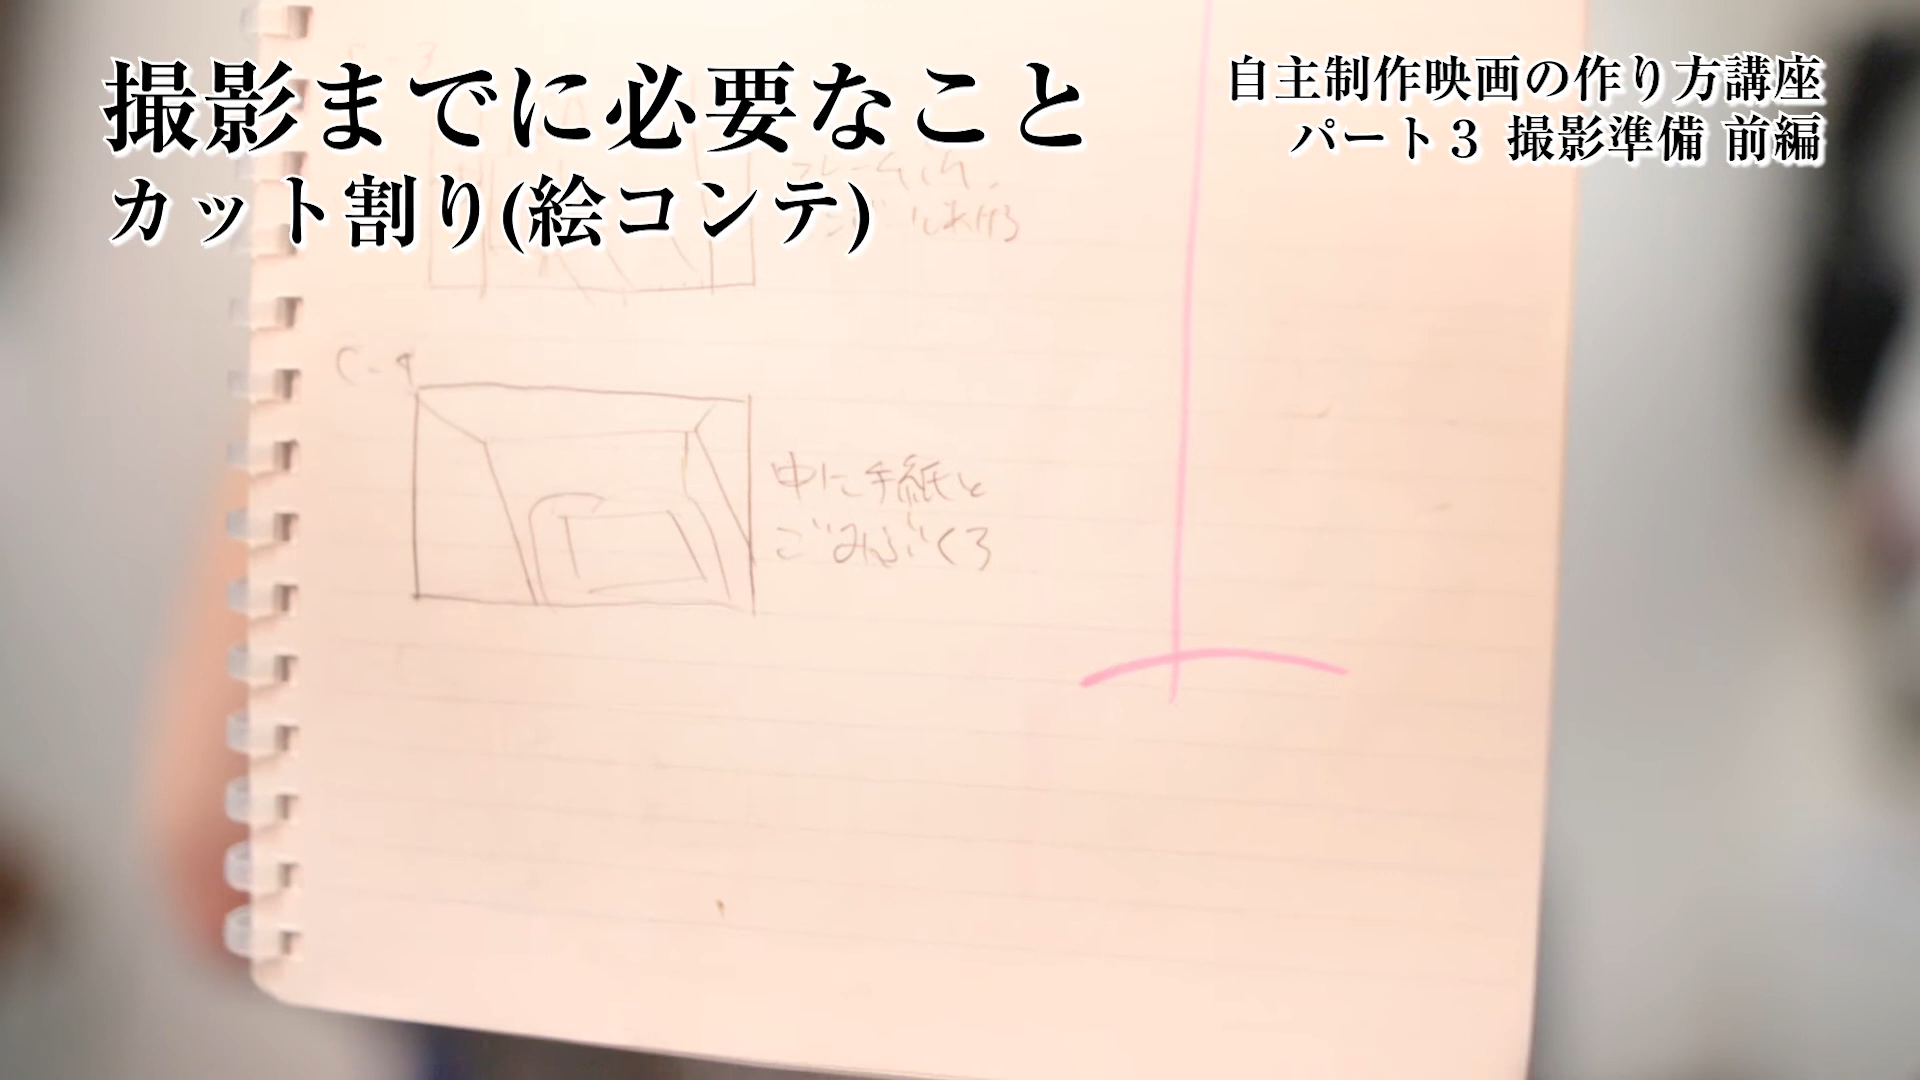 撮影までに必要なこと
カット割り(絵コンテ)
自主制作映画の作り方講座
パート3 撮影準備 前編
C-4
中に手紙と
ごみぶくろ